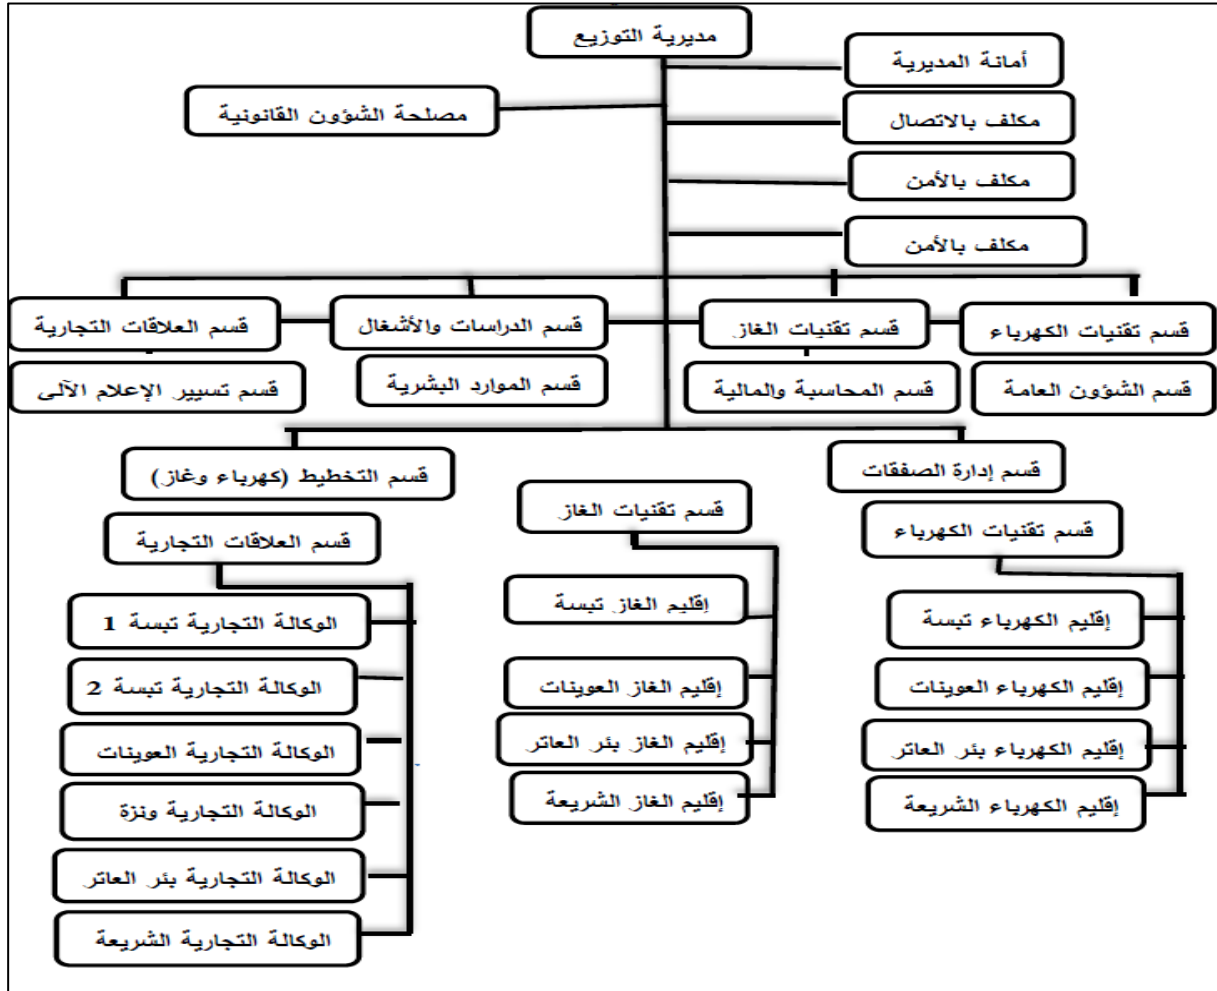 مديرية التوزيع
أمانة المديرية
مصلحة الشؤون القانونية
مكلف بالاتصال
مكلف بالأمن
مكلف بالأمن
قسم تقنيات الكهرباء
قسم تقنيات الغاز
قسم الدراسات والأشغال
قسم العلاقات التجارية
قسم الشؤون العامة
قسم المحاسبة والمالية
قسم الموارد البشرية
قسم تسيير الإعلام الآلى
قسم إدارة الصفقات
قسم التخطيط (كهرباء وغاز)
قسم تقنيات الكهرباء
إقليم الكهرباء تبسة
إقليم الكهرباء العوينات
إقليم الكهرباء بئر العاتر
إقليم الكهرباء الشريعة
قسم تقنيات الغاز
إقليم الغاز تبسة
إقليم الغاز العوينات
إقليم الغاز بئر العاتر
إقليم الغاز الشريعة
قسم العلاقات التجارية
الوكالة التجارية تبسة 1
الوكالة التجارية تبسة 2
الوكالة التجارية العوينات
الوكالة التجارية ونزة
الوكالة التجارية بئر العاتر
الوكالة التجارية الشريعة